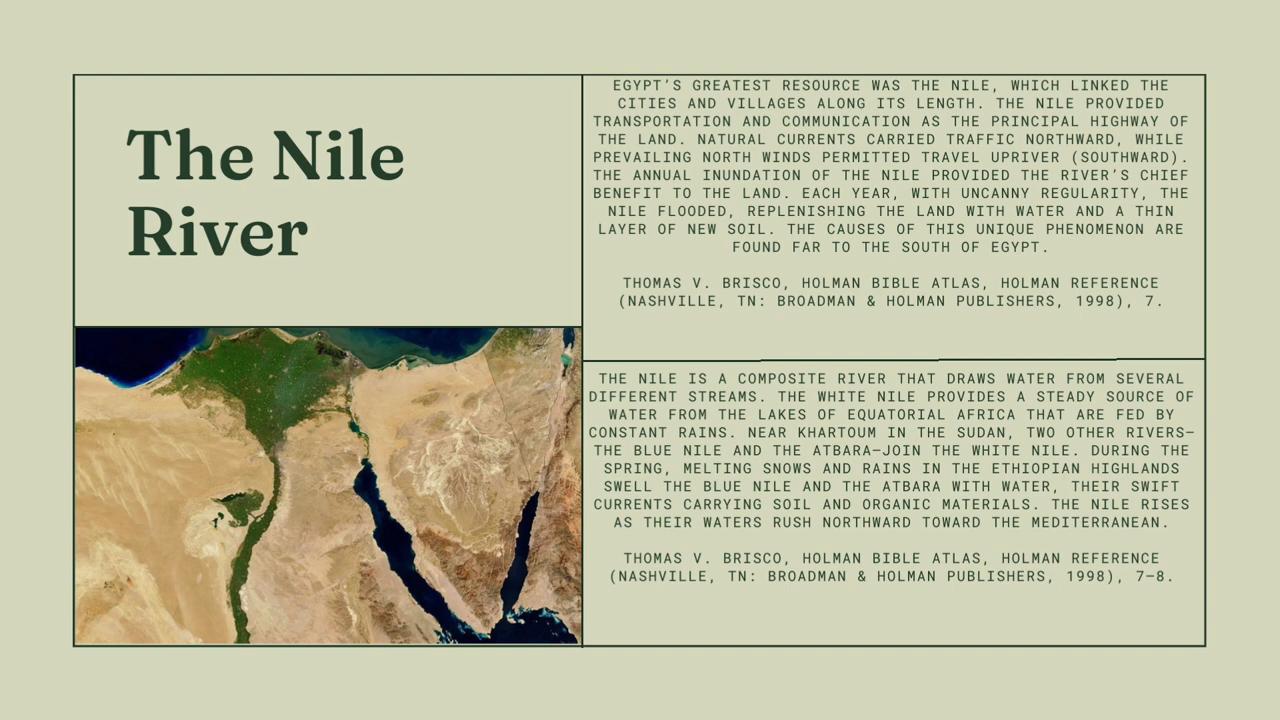 The Nile
River
EGYPT'S GREATEST RESOURCE WAS THE NILE, WHICH LINKED THE
CITIES AND VILLAGES ALONG ITS LENGTH. THE NILE PROVIDED
TRANSPORTATION AND COMMUNICATION AS THE PRINCIPAL HIGHWAY OF
THE LAND. NATURAL CURRENTS CARRIED TRAFFIC NORTHWARD, WHILE
PREVAILING NORTH WINDS PERMITTED TRAVEL UPRIVER (SOUTHWARD).
THE ANNUAL INUNDATION OF THE NILE PROVIDED THE RIVER'S CHIEF
BENEFIT TO THE LAND. EACH YEAR, WITH UNCANNY REGULARITY, THE
NILE FLOODED, REPLENISHING THE LAND WITH WATER AND A THIN
LAYER OF NEW SOIL. THE CAUSES OF THIS UNIQUE PHENOMENON ARE
FOUND FAR TO THE SOUTH OF EGYPT.
THOMAS V. BRISCO, HOLMAN BIBLE ATLAS, HOLMAN REFERENCE
(NASHVILLE, TN: BROADMAN & HOLMAN PUBLISHERS, 1998), 7.
THE NILE IS A COMPOSITE RIVER THAT DRAWS WATER FROM SEVERAL
DIFFERENT STREAMS. THE WHITE NILE PROVIDES A STEADY SOURCE OF
WATER FROM THE LAKES OF EQUATORIAL AFRICA THAT ARE FED BY
CONSTANT RAINS. NEAR KHARTOUM IN THE SUDAN, TWO OTHER RIVERS—
THE BLUE NILE AND THE ATBARA—JOIN THE WHITE NILE. DURING THE
SPRING, MELTING SNOWS AND RAINS IN THE ETHIOPIAN HIGHLANDS
SWELL THE BLUE NILE AND THE ATBARA WITH WATER, THEIR SWIFT
CURRENTS CARRYING SOIL AND ORGANIC MATERIALS. THE NILE RISES
AS THEIR WATERS RUSH NORTHWARD TOWARD THE MEDITERRANEAN.
THOMAS V. BRISCO, HOLMAN BIBLE ATLAS, HOLMAN REFERENCE
(NASHVILLE, TN: BROADMAN & HOLMAN PUBLISHERS, 1998), 7–8.